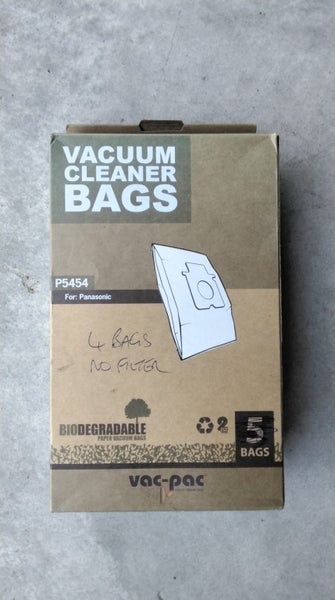 VACUUM
CLEANER
BAGS
P5454
For: Panasonic
4 BAGS
NO FILTER
BIODEGRADABLE
PAPER VACUUM BAGS
5
BAGS
vac-pac